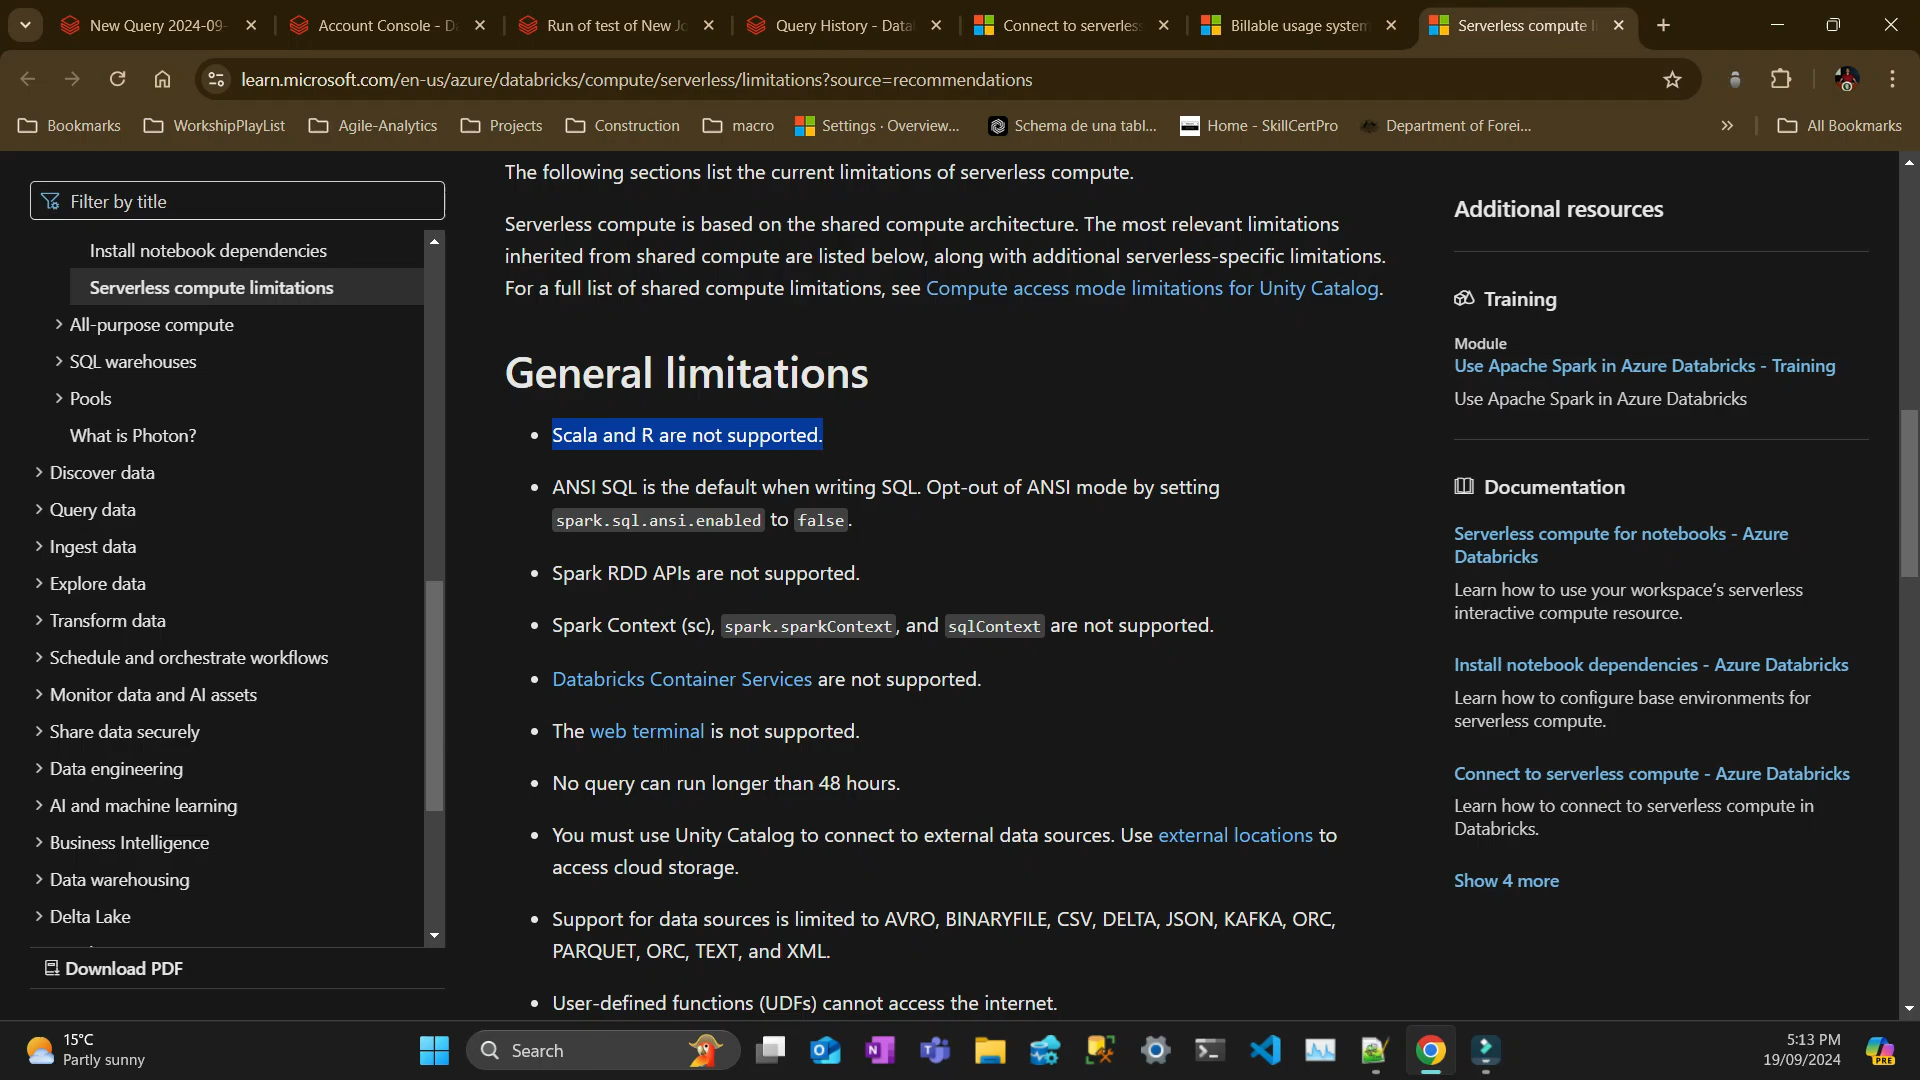 New Query 2024-09-
Account Console - D
Run of test of New Jo
Query History - Data
Connect to serverless
Billable usage system
Serverless compute l
learn.microsoft.com/en-us/azure/databricks/compute/serverless/limitations?source=recommendations
Bookmarks
WorkshipPlayList
Agile-Analytics
Projects
Construction
macro
Settings · Overview...
Schema de una tabl...
Home - SkillCertPro
Department of Forei...
All Bookmarks
Filter by title
Install notebook dependencies
Serverless compute limitations
All-purpose compute
SQL warehouses
Pools
What is Photon?
Discover data
Query data
Ingest data
Explore data
Transform data
Schedule and orchestrate workflows
Monitor data and AI assets
Share data securely
Data engineering
AI and machine learning
Business Intelligence
Data warehousing
Delta Lake
Download PDF
The following sections list the current limitations of serverless compute.
Serverless compute is based on the shared compute architecture. The most relevant limitations
inherited from shared compute are listed below, along with additional serverless-specific limitations.
For a full list of shared compute limitations, see Compute access mode limitations for Unity Catalog.
General limitations
• Scala and R are not supported.
• ANSI SQL is the default when writing SQL. Opt-out of ANSI mode by setting
spark.sql.ansi.enabled to false.
• Spark RDD APIs are not supported.
• Spark Context (sc), spark.sparkContext, and sqlContext are not supported.
• Databricks Container Services are not supported.
• The web terminal is not supported.
• No query can run longer than 48 hours.
• You must use Unity Catalog to connect to external data sources. Use external locations to
access cloud storage.
• Support for data sources is limited to AVRO, BINARYFILE, CSV, DELTA, JSON, KAFKA, ORC,
PARQUET, ORC, TEXT, and XML.
• User-defined functions (UDFs) cannot access the internet.
Additional resources
Training
Module
Use Apache Spark in Azure Databricks - Training
Use Apache Spark in Azure Databricks
Documentation
Serverless compute for notebooks - Azure
Databricks
Learn how to use your workspace’s serverless
interactive compute resource.
Install notebook dependencies - Azure Databricks
Learn how to configure base environments for
serverless compute.
Connect to serverless compute - Azure Databricks
Learn how to connect to serverless compute in
Databricks.
Show 4 more
15°C
Partly sunny
Search
5:13 PM
19/09/2024
PRE